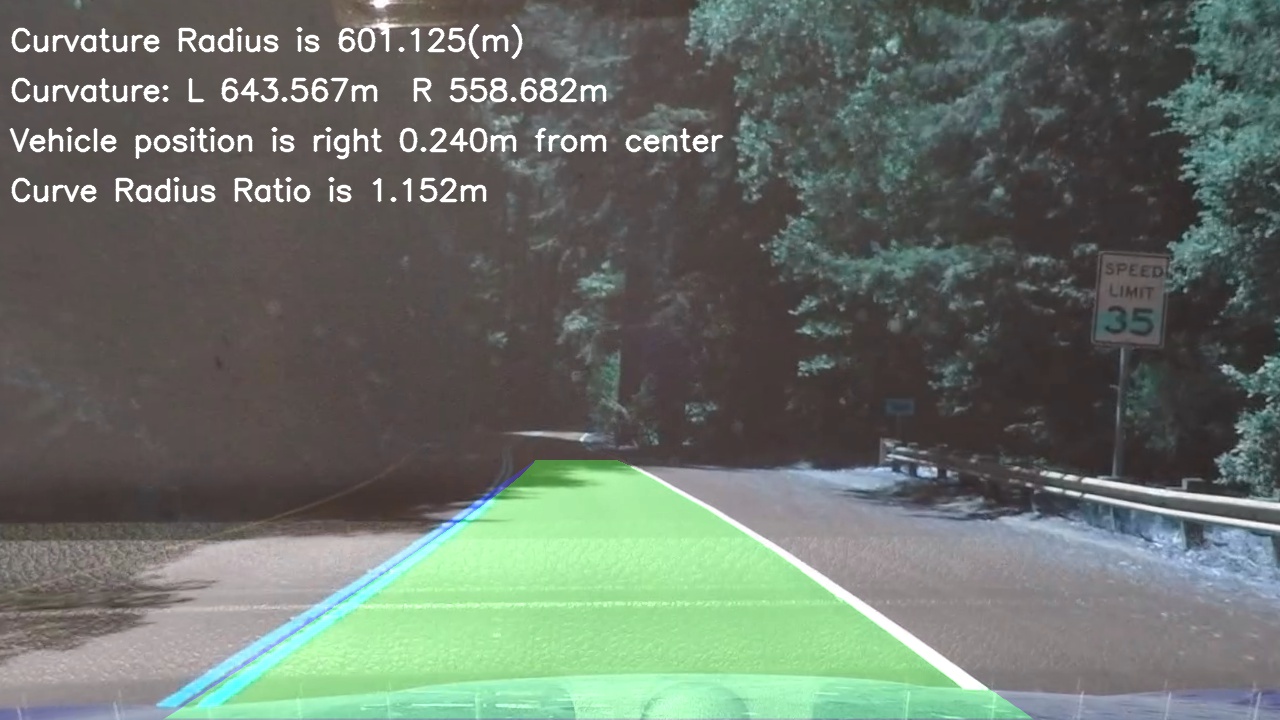 Curvature Radius is 601.125(m)
Curvature: L 643.567m R 558.682m
Vehicle position is right 0.240m from center
Curve Radius Ratio is 1.152m
SPEED
LIMIT
35